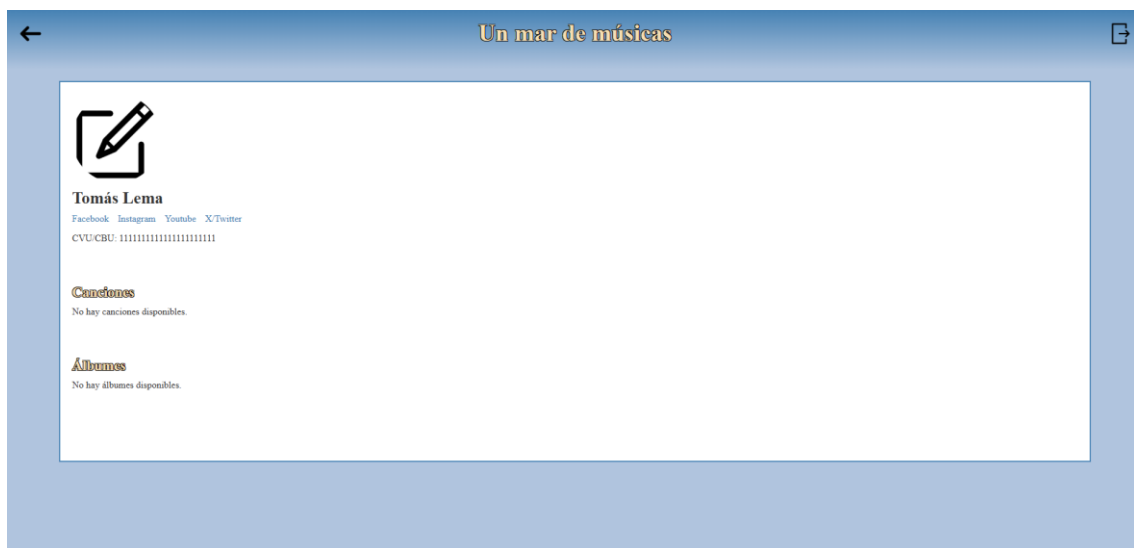 Un mar de músicas
Tomás Lema
Facebook Instagram Youtube X/Twitter
CVU/CBU: 1111111111111111111111
Canciones
No hay canciones disponibles.
Álbumes
No hay álbumes disponibles.